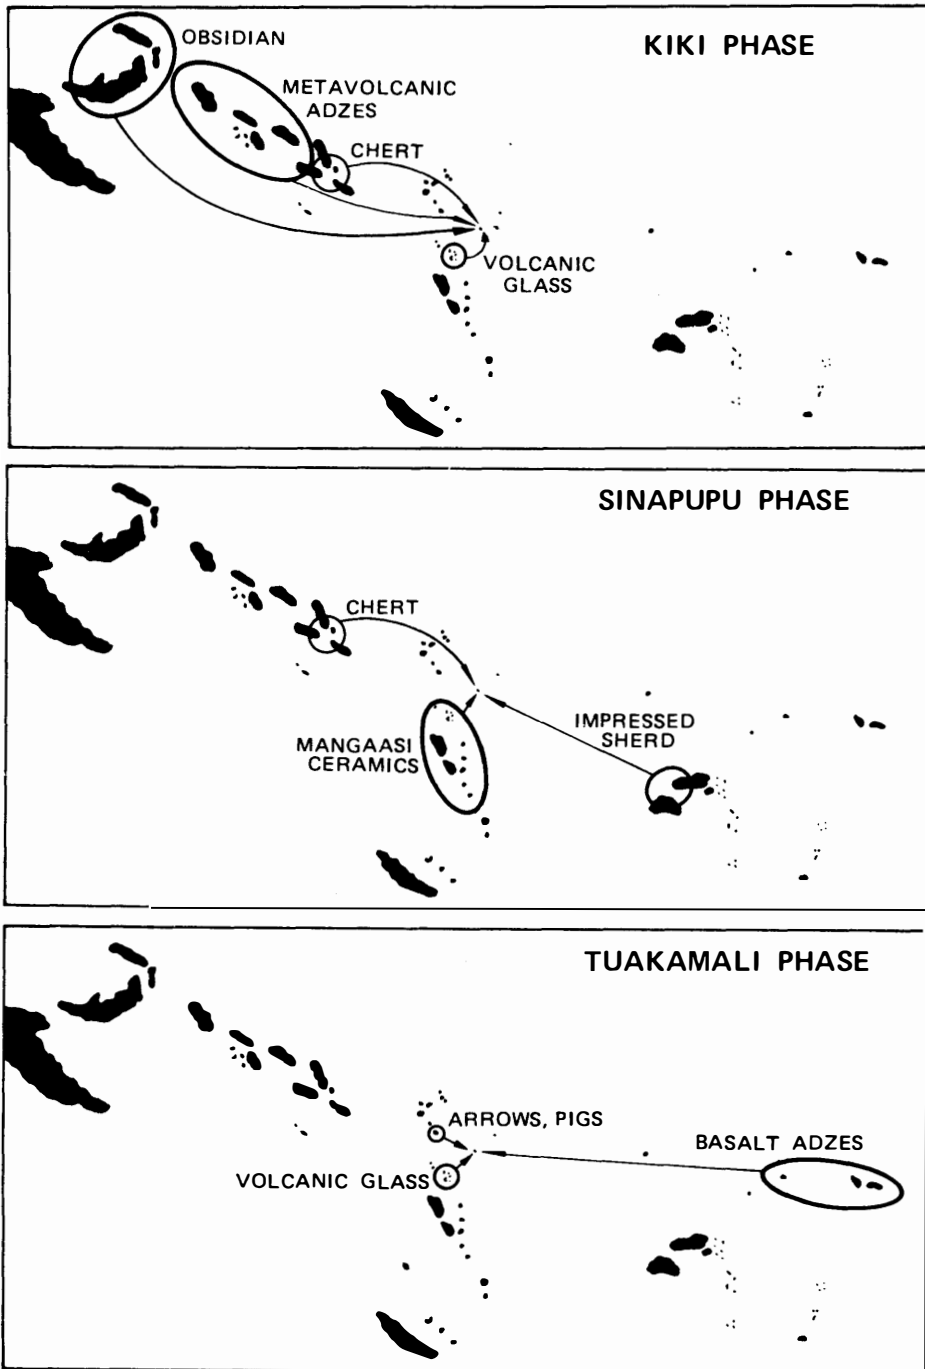 KIKI PHASE
OBSIDIAN
METAVOLCANIC
ADZES
CHERT
VOLCANIC
GLASS
SINAPUPU PHASE
CHERT
MANGAASI
CERAMICS
IMPRESSED
SHERD
TUAKAMALI PHASE
ARROWS, PIGS
BASALT ADZES
VOLCANIC GLASS